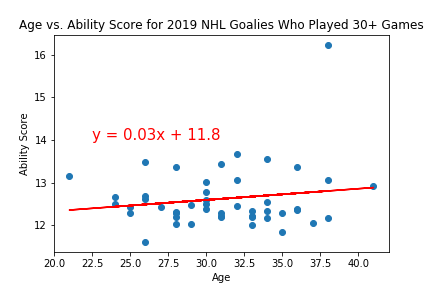 Age vs. Ability Score for 2019 NHL Goalies Who Played 30+ Games
16
15
14
13
12
Ability Score
y = 0.03x + 11.8
20.0 22.5 25.0 27.5 30.0 32.5 35.0 37.5 40.0
Age